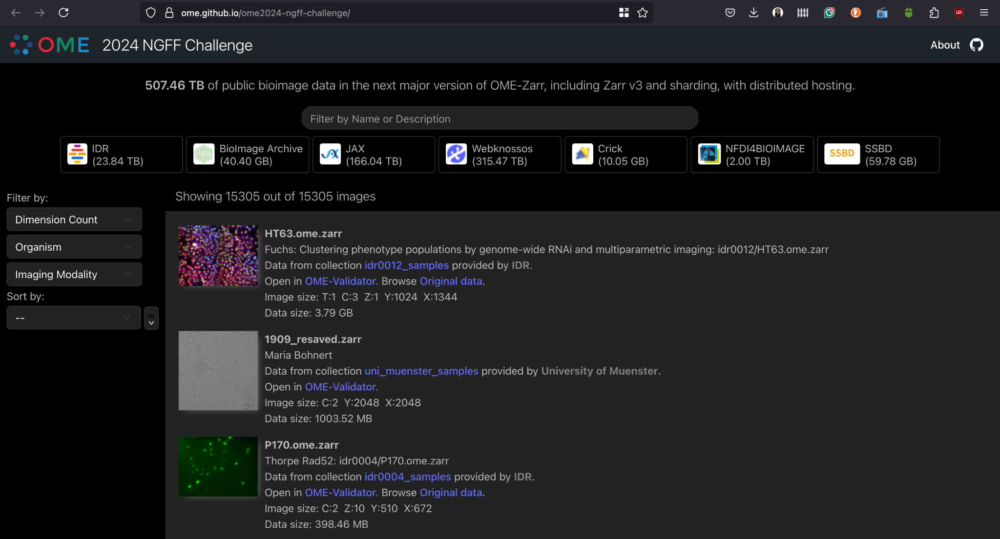 ome.github.io/ome2024-ngff-challenge/
OME 2024 NGFF Challenge
About
507.46 TB of public bioimage data in the next major version of OME-Zarr, including Zarr v3 and sharding, with distributed hosting.
Filter by Name or Description
IDR
(23.84 TB)
BioImage Archive
(40.40 GB)
JAX
(166.04 TB)
Webknossos
(315.47 TB)
Crick
(10.05 GB)
NFDI4BIOIMAGE
(2.00 TB)
SSBD
SSBD
(59.78 GB)
Filter by:
Dimension Count
Organism
Imaging Modality
Sort by:
--
Showing 15305 out of 15305 images
HT63.ome.zarr
Fuchs: Clustering phenotype populations by genome-wide RNAi and multiparametric imaging: idr0012/HT63.ome.zarr
Data from collection idr0012_samples provided by IDR.
Open in OME-Validator. Browse Original data.
Image size: T:1 C:3 Z:1 Y:1024 X:1344
Data size: 3.79 GB
1909_resaved.zarr
Maria Bohnert
Data from collection uni_muenster_samples provided by University of Muenster.
Open in OME-Validator.
Image size: C:2 Y:2048 X:2048
Data size: 1003.52 MB
P170.ome.zarr
Thorpe Rad52: idr0004/P170.ome.zarr
Data from collection idr0004_samples provided by IDR.
Open in OME-Validator. Browse Original data.
Image size: C:2 Z:10 Y:510 X:672
Data size: 398.46 MB